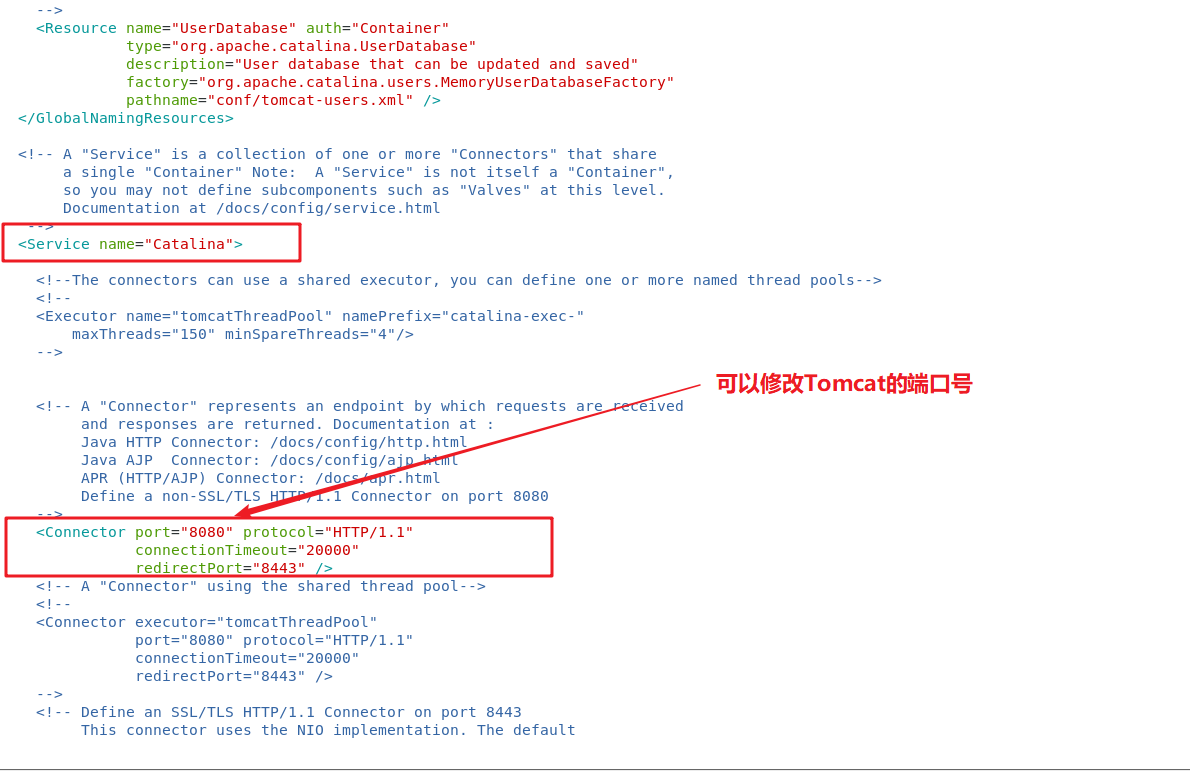 -->
<Resource name="UserDatabase" auth="Container"
type="org.apache.catalina.UserDatabase"
description="User database that can be updated and saved"
factory="org.apache.catalina.users.MemoryUserDatabaseFactory"
pathname="conf/tomcat-users.xml" />
</GlobalNamingResources>
<!-- A "Service" is a collection of one or more "Connectors" that share
a single "Container" Note:  A "Service" is not itself a "Container",
so you may not define subcomponents such as "Valves" at this level.
Documentation at /docs/config/service.html
-->
<Service name="Catalina">
<!--The connectors can use a shared executor, you can define one or more named thread pools-->
<!--
<Executor name="tomcatThreadPool" namePrefix="catalina-exec-"
maxThreads="150" minSpareThreads="4"/>
-->
可以修改Tomcat的端口号
<!-- A "Connector" represents an endpoint by which requests are received
and responses are returned. Documentation at :
Java HTTP Connector: /docs/config/http.html
Java AJP  Connector: /docs/config/ajp.html
APR (HTTP/AJP) Connector: /docs/apr.html
Define a non-SSL/TLS HTTP/1.1 Connector on port 8080
-->
<Connector port="8080" protocol="HTTP/1.1"
connectionTimeout="20000"
redirectPort="8443" />
<!-- A "Connector" using the shared thread pool-->
<!--
<Connector executor="tomcatThreadPool"
port="8080" protocol="HTTP/1.1"
connectionTimeout="20000"
redirectPort="8443" />
-->
<!-- Define an SSL/TLS HTTP/1.1 Connector on port 8443
This connector uses the NIO implementation. The default